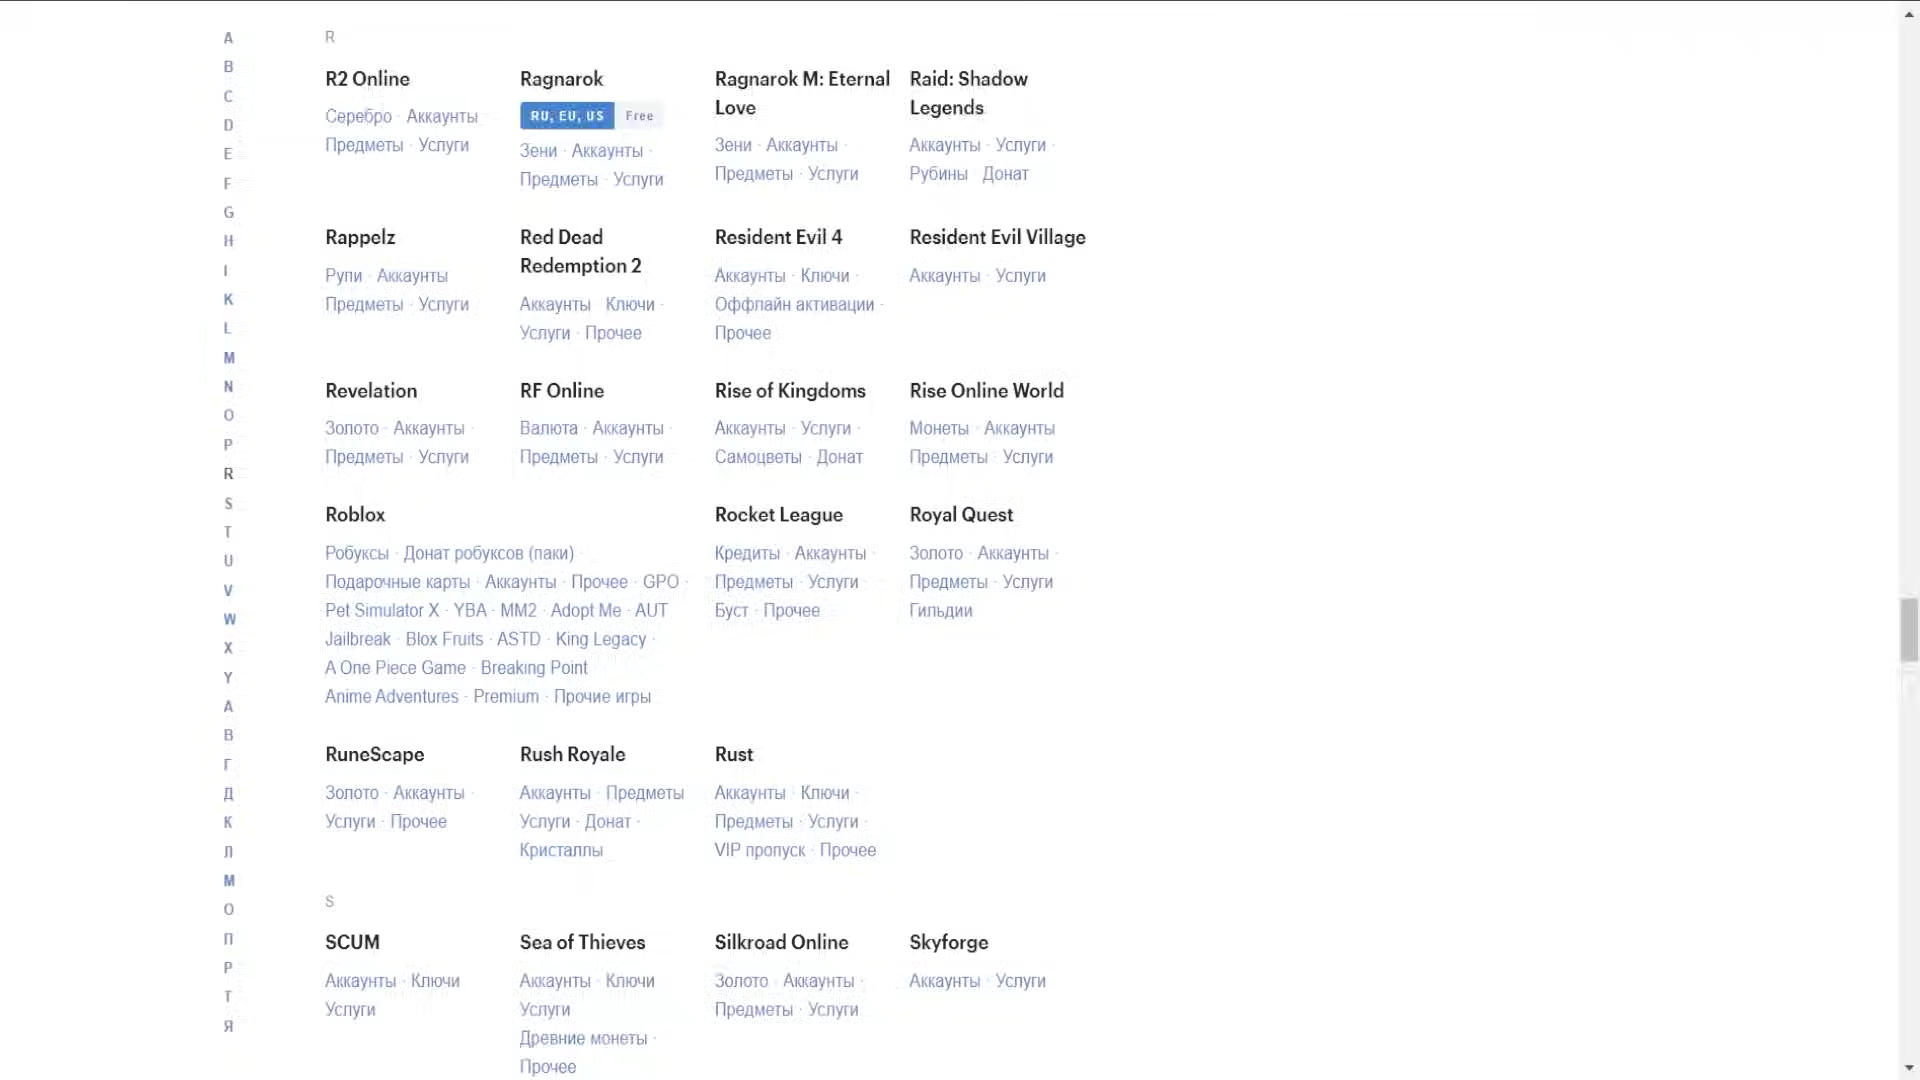 A
B
C
D
E
F
G
H
I
K
L
M
N
O
P
R
S
T
U
V
W
X
Y
А
В
Г
Д
К
Л
М
О
П
Р
Т
Я
R
R2 Online
Серебро · Аккаунты
Предметы · Услуги
Ragnarok
RU, EU, US Free
Зени · Аккаунты ·
Предметы · Услуги
Ragnarok M: Eternal
Love
Зени · Аккаунты ·
Предметы · Услуги
Raid: Shadow
Legends
Аккаунты · Услуги ·
Рубины Донат
Rappelz
Рупи · Аккаунты
Предметы · Услуги
Red Dead
Redemption 2
Аккаунты Ключи ·
Услуги · Прочее
Resident Evil 4
Аккаунты · Ключи ·
Оффлайн активации ·
Прочее
Resident Evil Village
Аккаунты · Услуги
Revelation
Золото · Аккаунты ·
Предметы · Услуги
RF Online
Валюта · Аккаунты ·
Предметы · Услуги
Rise of Kingdoms
Аккаунты · Услуги ·
Самоцветы · Донат
Rise Online World
Монеты · Аккаунты
Предметы · Услуги
Roblox
Робуксы · Донат робуксов (паки)
Подарочные карты · Аккаунты · Прочее · GPO ·
Pet Simulator X · YBA · MM2 · Adopt Me · AUT
Jailbreak · Blox Fruits · ASTD · King Legacy ·
A One Piece Game · Breaking Point
Anime Adventures · Premium · Прочие игры
Rocket League
Кредиты · Аккаунты ·
Предметы · Услуги
Буст · Прочее
Royal Quest
Золото · Аккаунты ·
Предметы · Услуги
Гильдии
RuneScape
Золото · Аккаунты ·
Услуги · Прочее
Rush Royale
Аккаунты · Предметы
Услуги · Донат ·
Кристаллы
Rust
Аккаунты · Ключи ·
Предметы · Услуги ·
VIP пропуск · Прочее
S
SCUM
Аккаунты · Ключи
Услуги
Sea of Thieves
Аккаунты · Ключи
Услуги
Древние монеты ·
Прочее
Silkroad Online
Золото · Аккаунты ·
Предметы · Услуги
Skyforge
Аккаунты · Услуги